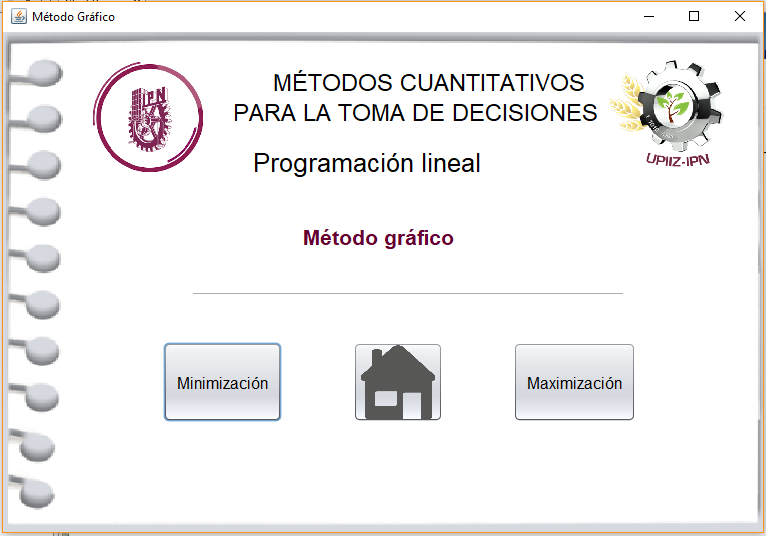 Método Gráfico
MÉTODOS CUANTITATIVOS
PARA LA TOMA DE DECISIONES
IPN
UPIIZ-IPN
Programación lineal
Método gráfico
Minimización
Maximización